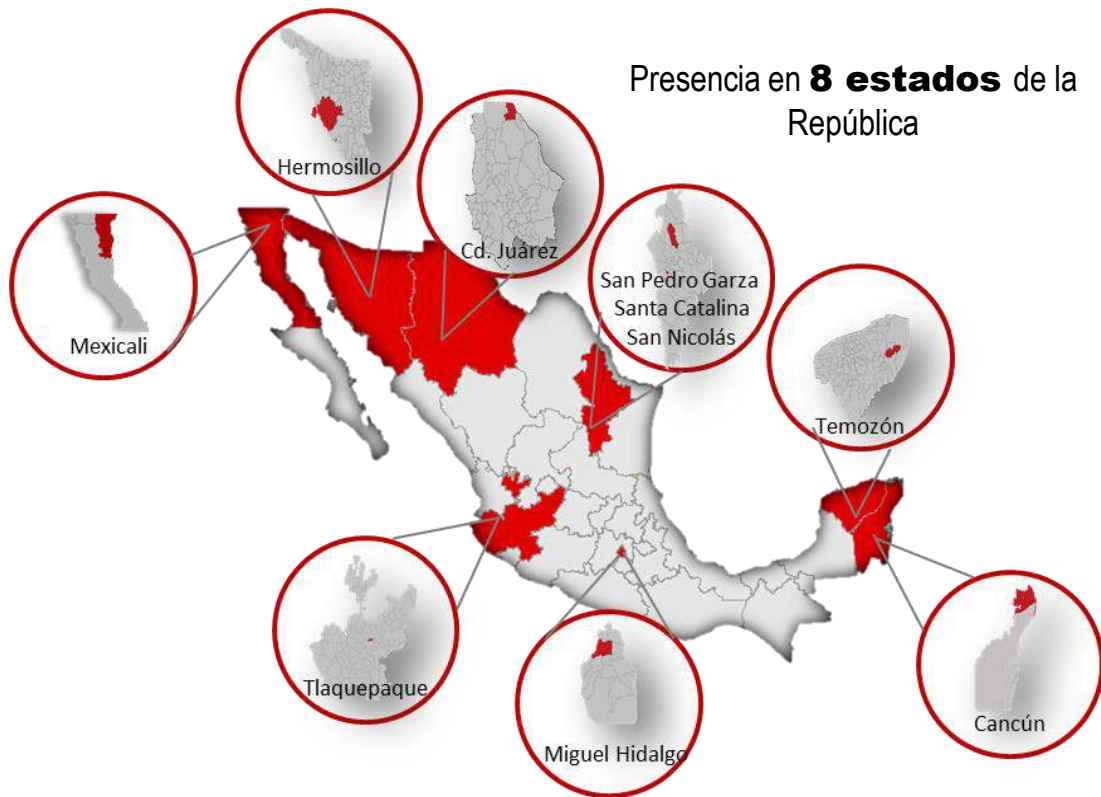 Presencia en 8 estados de la
República
Hermosillo
Cd. Juárez
Mexicali
San Pedro Garza
Santa Catalina
San Nicolás
Temozón
Tlaquepaque
Miguel Hidalgo
Cancún